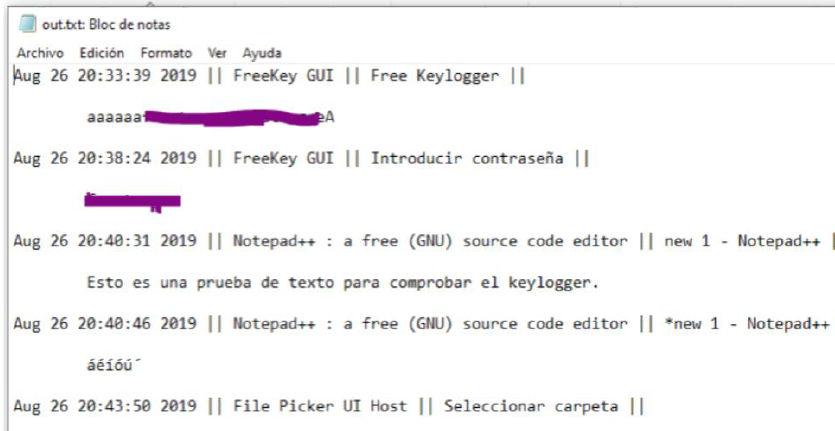 out.txt: Bloc de notas
Archivo Edición Formato Ver Ayuda
Aug 26 20:33:39 2019 || FreeKey GUI || Free Keylogger ||
aaaaaa
Aug 26 20:38:24 2019 || FreeKey GUI || Introducir contraseña ||
Aug 26 20:40:31 2019 || Notepad++ : a free (GNU) source code editor || new 1 - Notepad++ |
Esto es una prueba de texto para comprobar el keylogger.
Aug 26 20:40:46 2019 || Notepad++ : a free (GNU) source code editor || *new 1 - Notepad++
áéíóú´
Aug 26 20:43:50 2019 || File Picker UI Host || Seleccionar carpeta ||